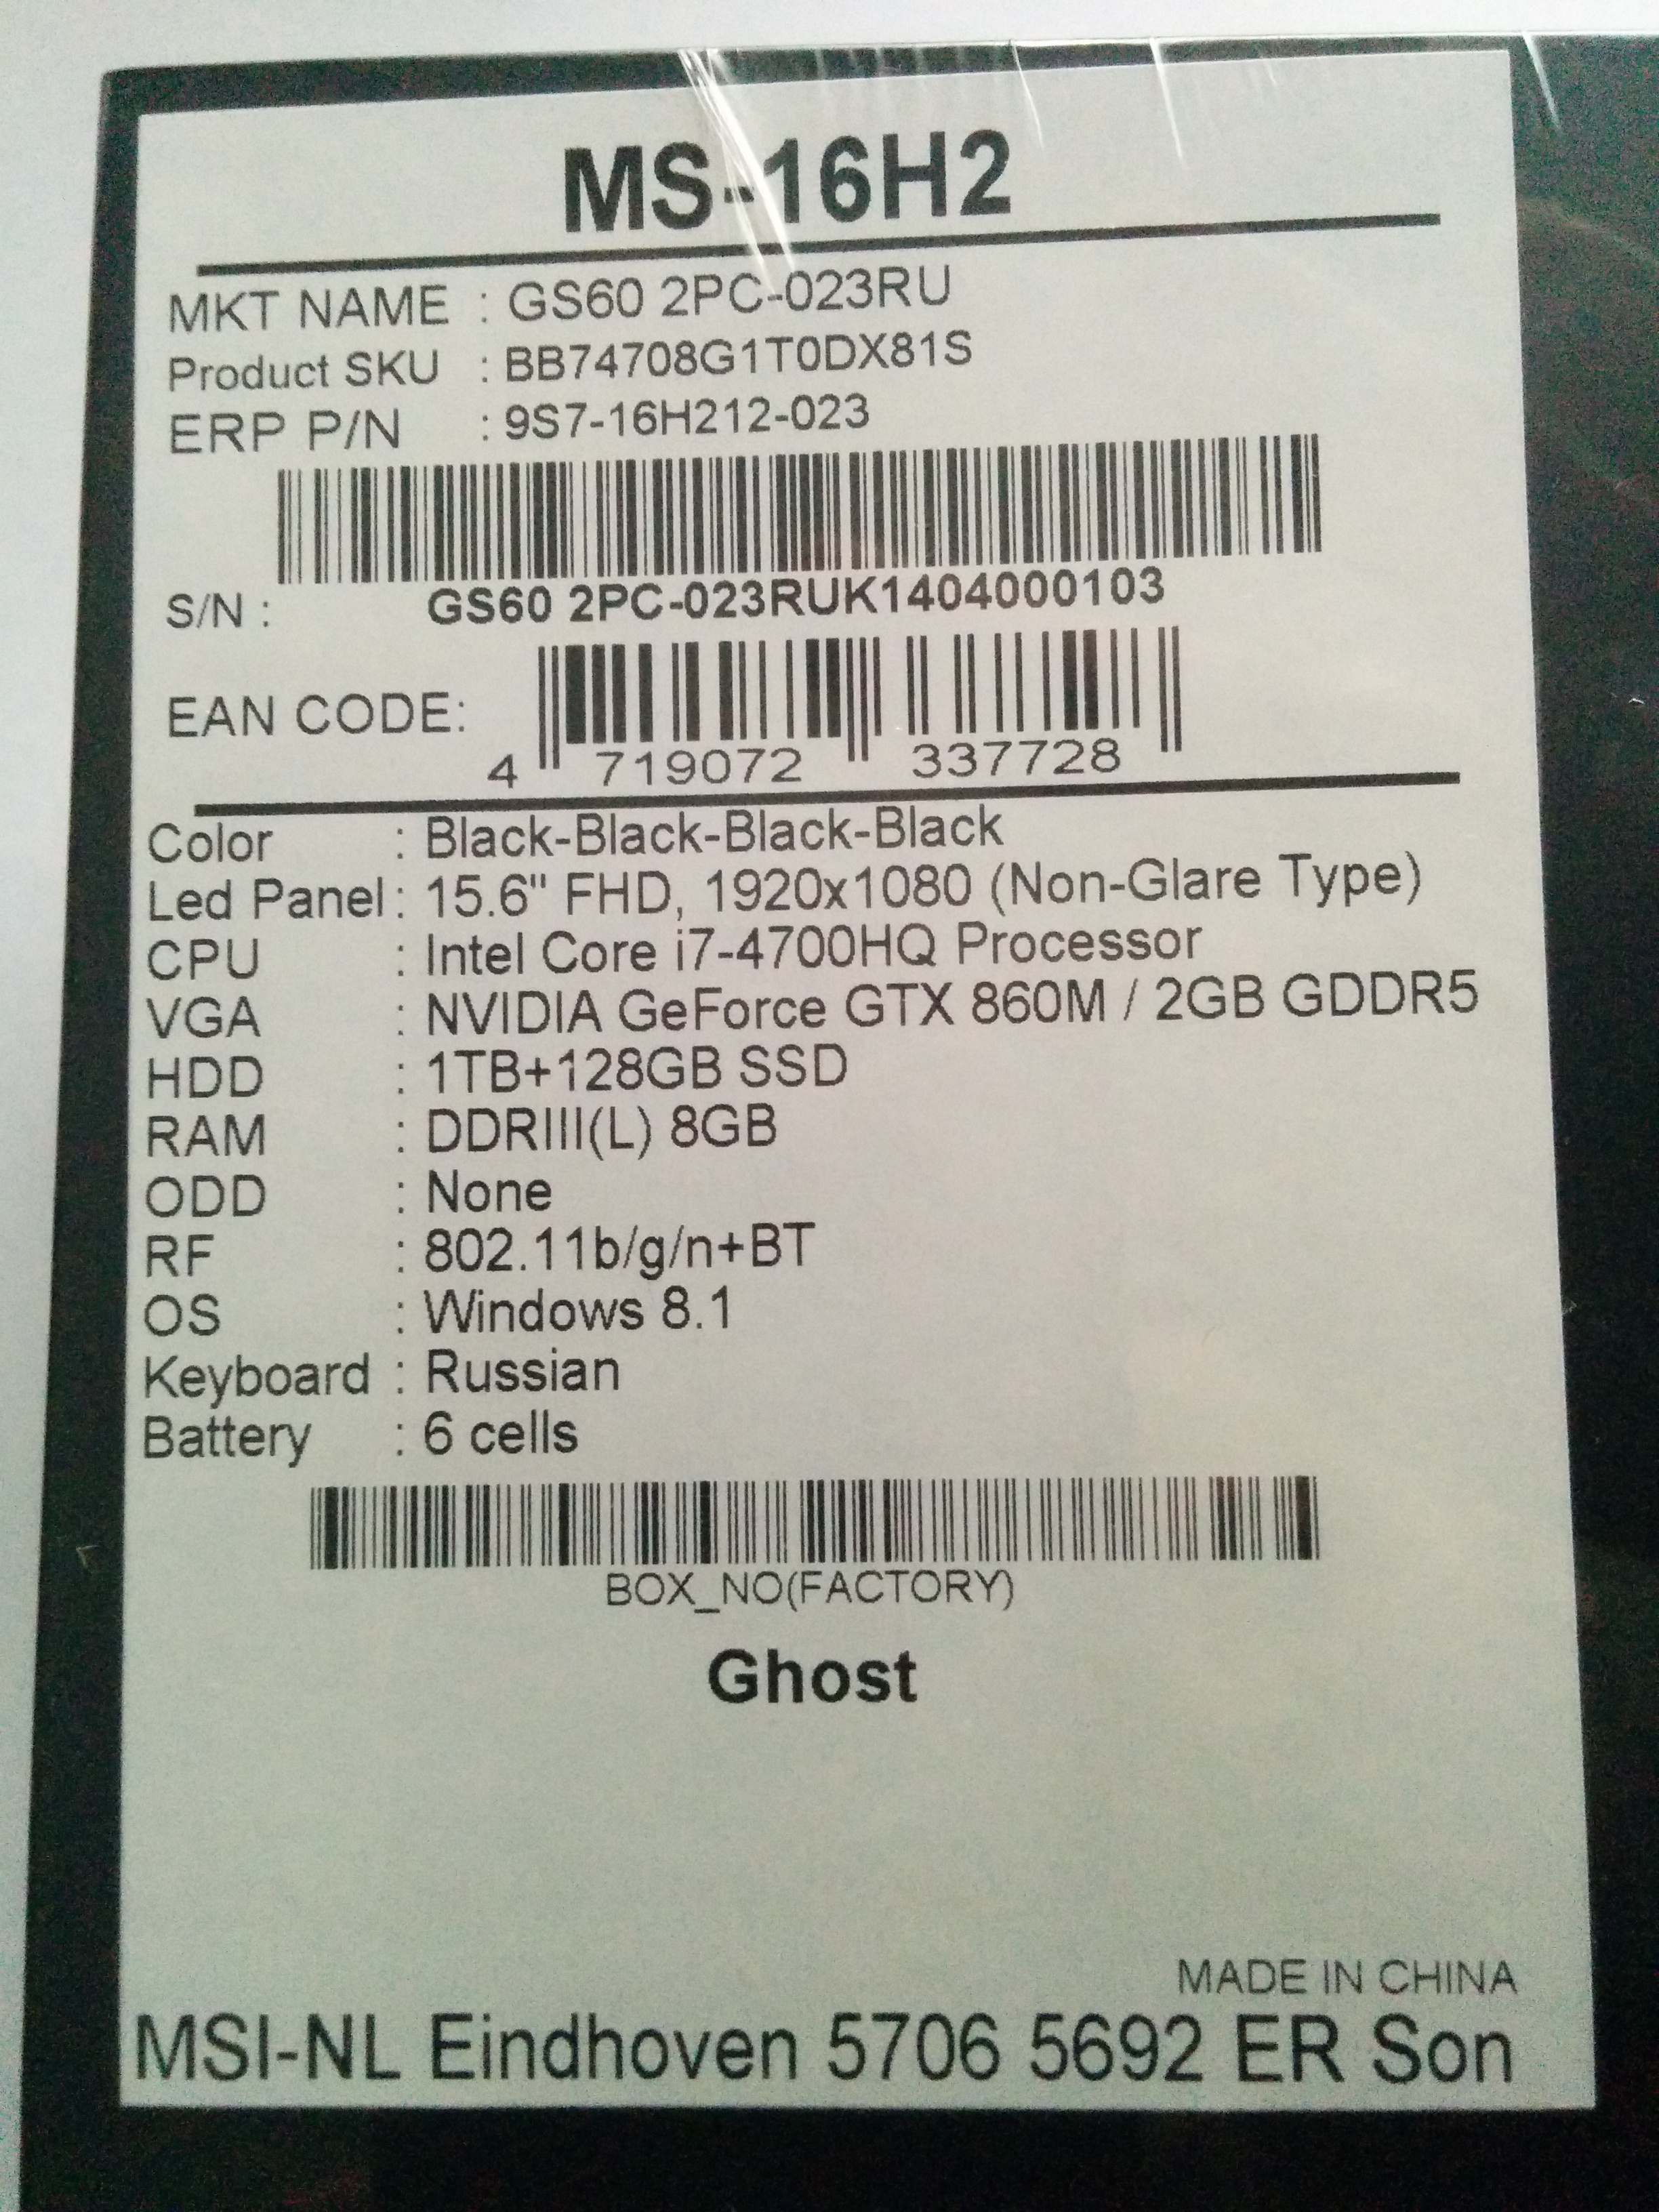 MS-16H2
MKT NAME : GS60 2PC-023RU
Product SKU : BB74708G1T0DX81S
ERP P/N : 9S7-16H212-023
S/N : GS60 2PC-023RUK1404000103
EAN CODE: 4 719072 337728
Color : Black-Black-Black-Black
Led Panel : 15.6" FHD, 1920x1080 (Non-Glare Type)
CPU : Intel Core i7-4700HQ Processor
VGA : NVIDIA GeForce GTX 860M / 2GB GDDR5
HDD : 1TB+128GB SSD
RAM : DDRIII(L) 8GB
ODD : None
RF : 802.11b/g/n+BT
OS : Windows 8.1
Keyboard : Russian
Battery : 6 cells
BOX_NO(FACTORY)
Ghost
MADE IN CHINA
MSI-NL Eindhoven 5706 5692 ER Son